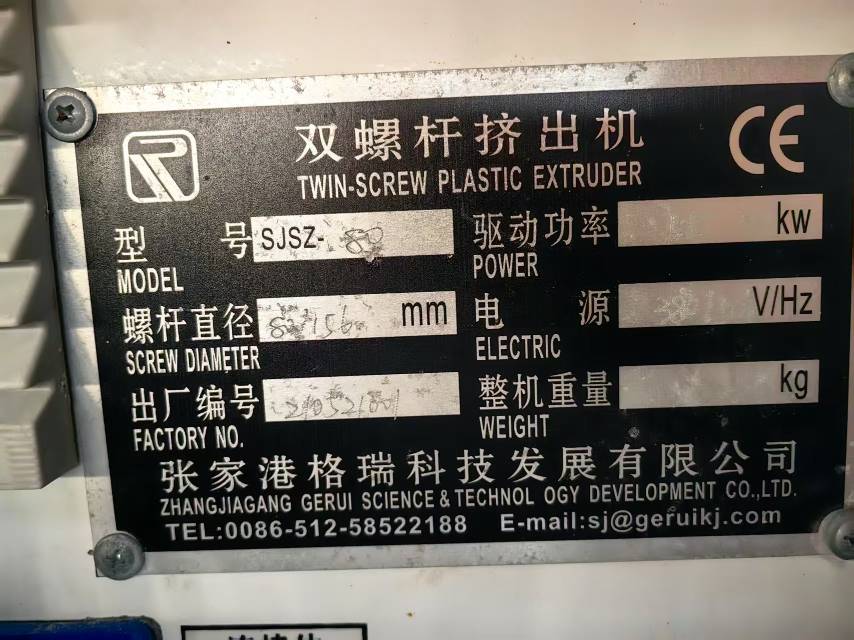 双螺杆挤出机
CE
TWIN-SCREW PLASTIC EXTRUDER
型 号 SJSZ-80
MODEL
驱动功率 kw
POWER
螺杆直径 mm
SCREW DIAMETER
电 源 V/Hz
ELECTRIC
出厂编号
FACTORY NO.
整机重量 kg
WEIGHT
张家港格瑞科技发展有限公司
ZHANGJIAGANG GERUI SCIENCE & TECHNOL OGY DEVELOPMENT CO.,LTD.
TEL:0086-512-58522188 E-mail:sj@geruikj.com